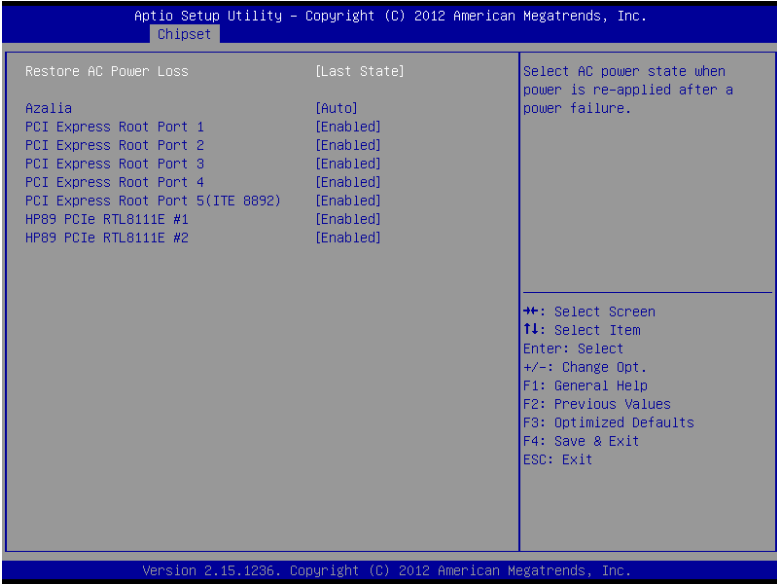 Aptio Setup Utility – Copyright (C) 2012 American Megatrends, Inc.
Chipset
Restore AC Power Loss [Last State]
Azalia [Auto]
PCI Express Root Port 1 [Enabled]
PCI Express Root Port 2 [Enabled]
PCI Express Root Port 3 [Enabled]
PCI Express Root Port 4 [Enabled]
PCI Express Root Port 5(ITE 8892) [Enabled]
HP89 PCIe RTL8111E #1 [Enabled]
HP89 PCIe RTL8111E #2 [Enabled]
Select AC power state when
power is re-applied after a
power failure.
→←: Select Screen
↑↓: Select Item
Enter: Select
+/-: Change Opt.
F1: General Help
F2: Previous Values
F3: Optimized Defaults
F4: Save & Exit
ESC: Exit
Version 2.15.1236. Copyright (C) 2012 American Megatrends, Inc.